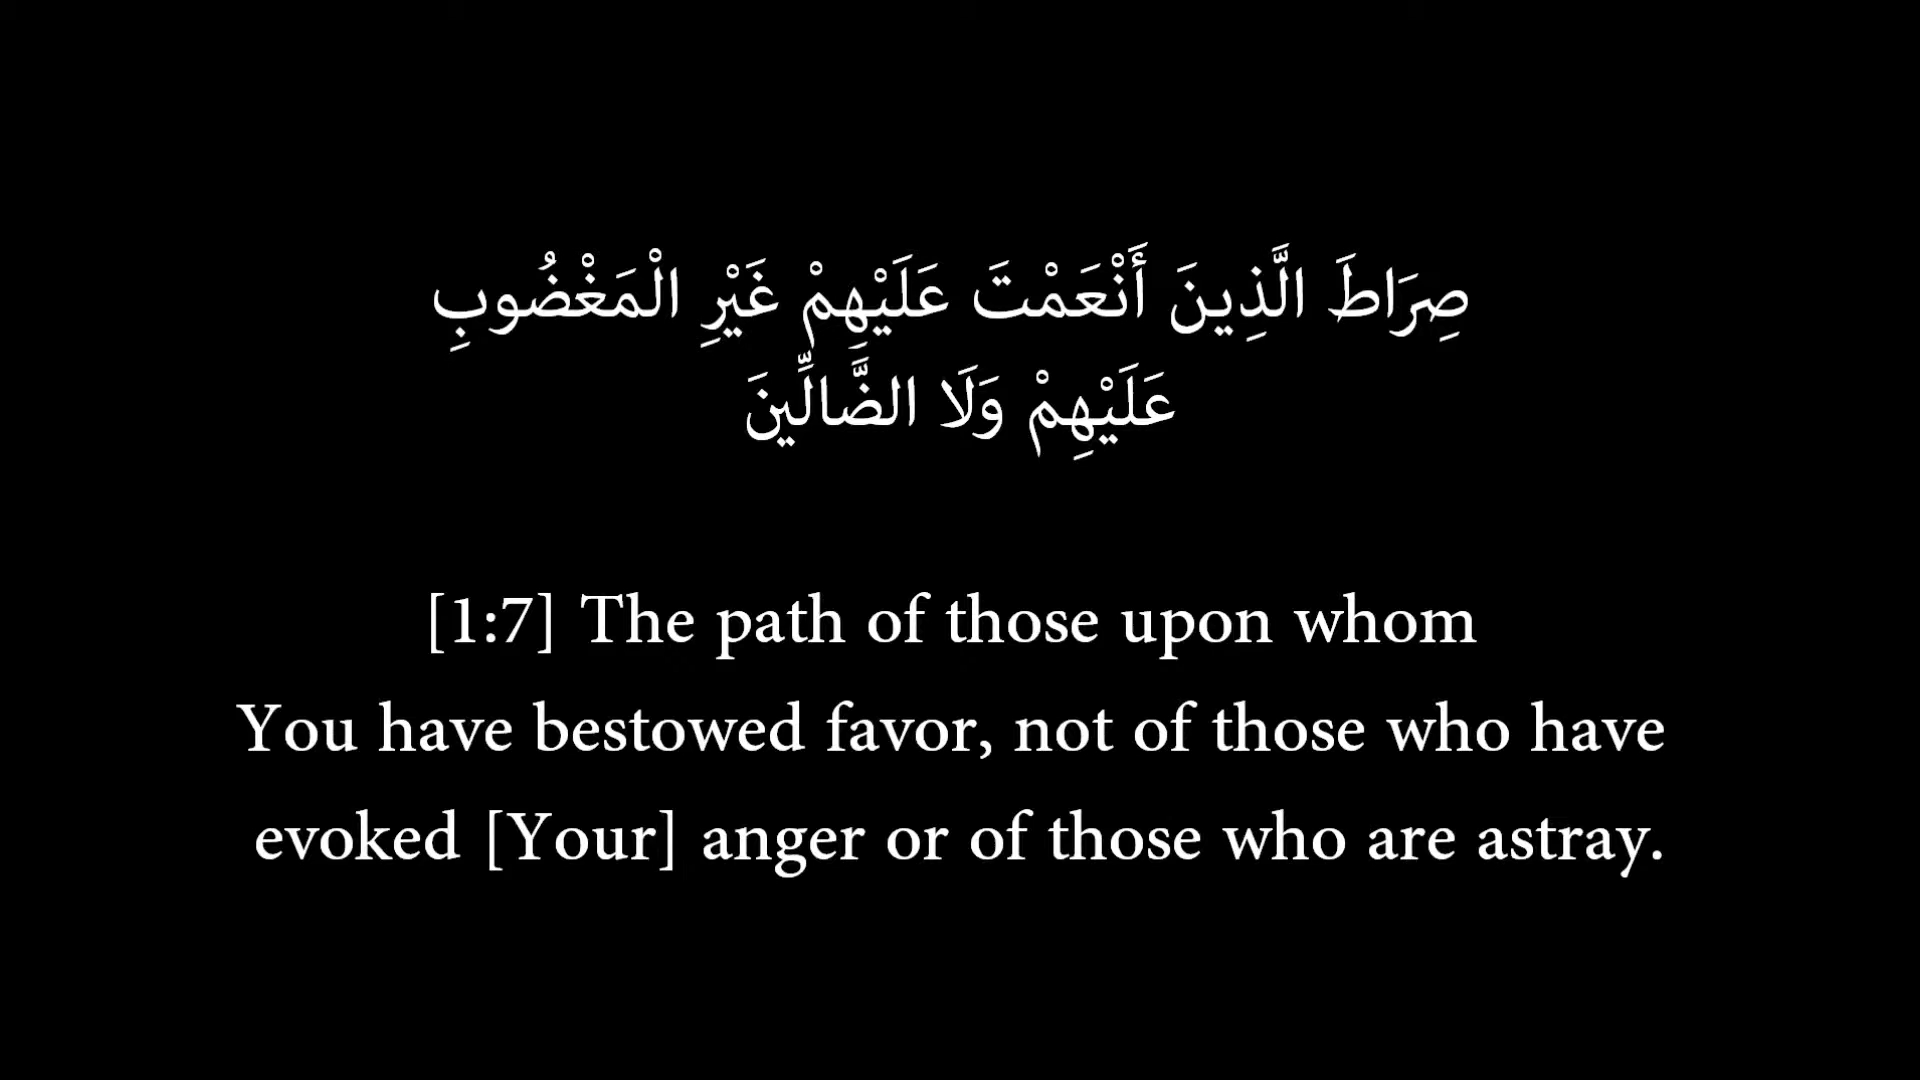 صِرَاطَ الَّذِينَ أَنْعَمْتَ عَلَيْهِمْ غَيْرِ الْمَغْضُوبِ
عَلَيْهِمْ وَلَا الضَّالِّينَ
[1:7] The path of those upon whom
You have bestowed favor, not of those who have
evoked [Your] anger or of those who are astray.